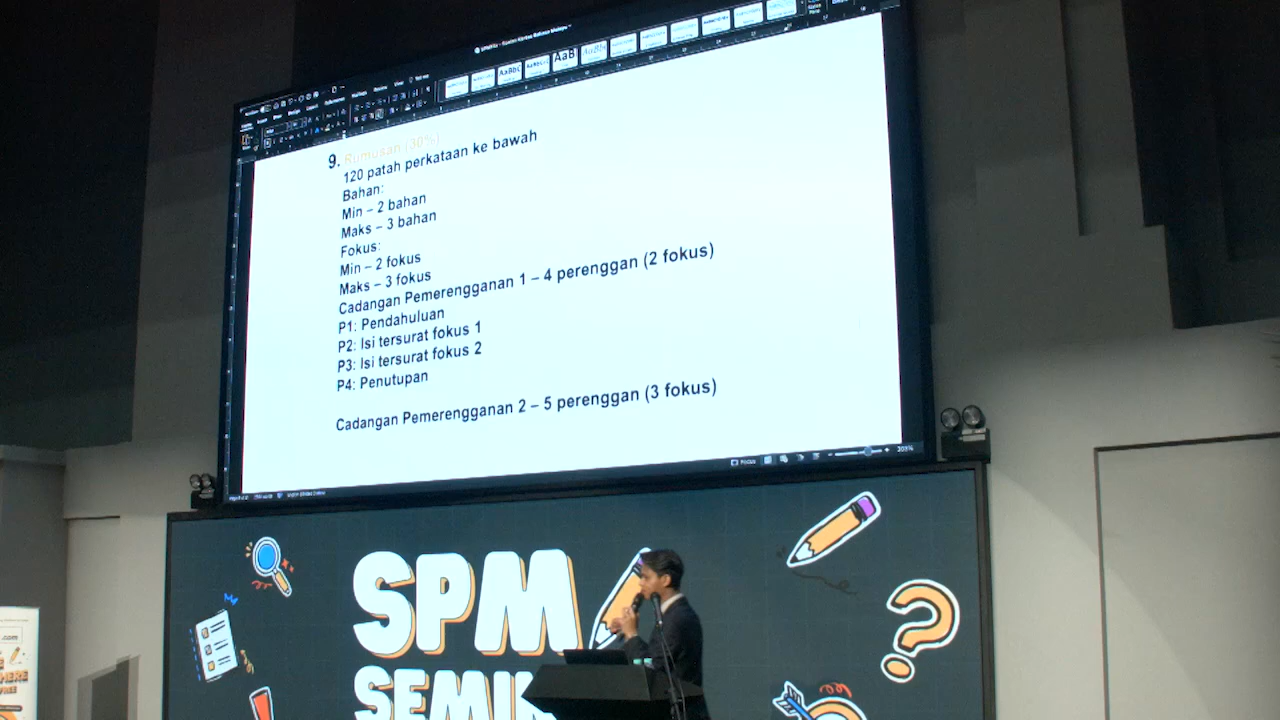 9. Rumusan (30%)
120 patah perkataan ke bawah
Bahan:
Min – 2 bahan
Maks – 3 bahan
Fokus:
Min – 2 fokus
Maks – 3 fokus
Cadangan Pemerengganan 1 – 4 perenggan (2 fokus)
P1: Pendahuluan
P2: Isi tersurat fokus 1
P3: Isi tersurat fokus 2
P4: Penutupan
Cadangan Pemerengganan 2 – 5 perenggan (3 fokus)
Focus
SPM
.com